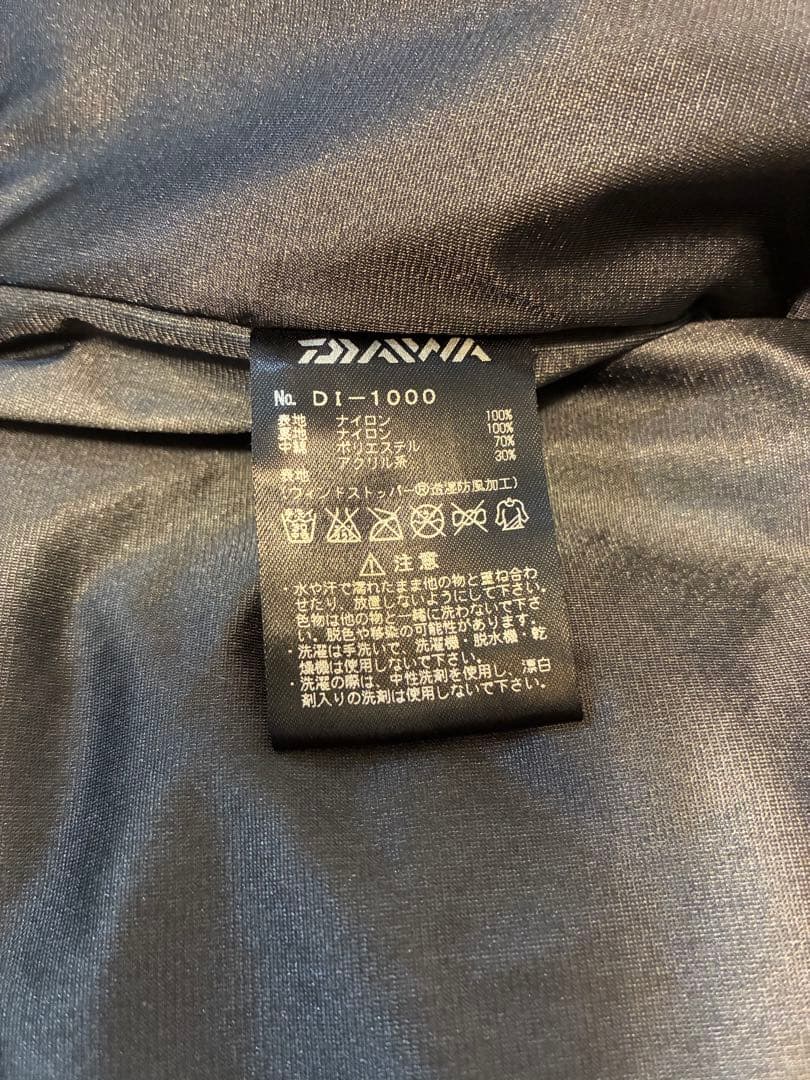 DAIWA
No. DI-1000
表地 ナイロン 100%
裏地 ナイロン 100%
中綿 ポリエステル 70%
アクリル系 30%
表地
(ウィンドストッパー®透湿防風加工)
注意
・水や汗で濡れたまま他の物と重ね合わ
せたり、放置しないようにして下さい。
色物は他の物と一緒に洗わないで下さ
い。脱色や移染の可能性があります。
・洗濯は手洗いで、洗濯機・脱水機・乾
燥機は使用しないで下さい。
・洗濯の際は、中性洗剤を使用し、漂白
剤入りの洗剤は使用しないで下さい。